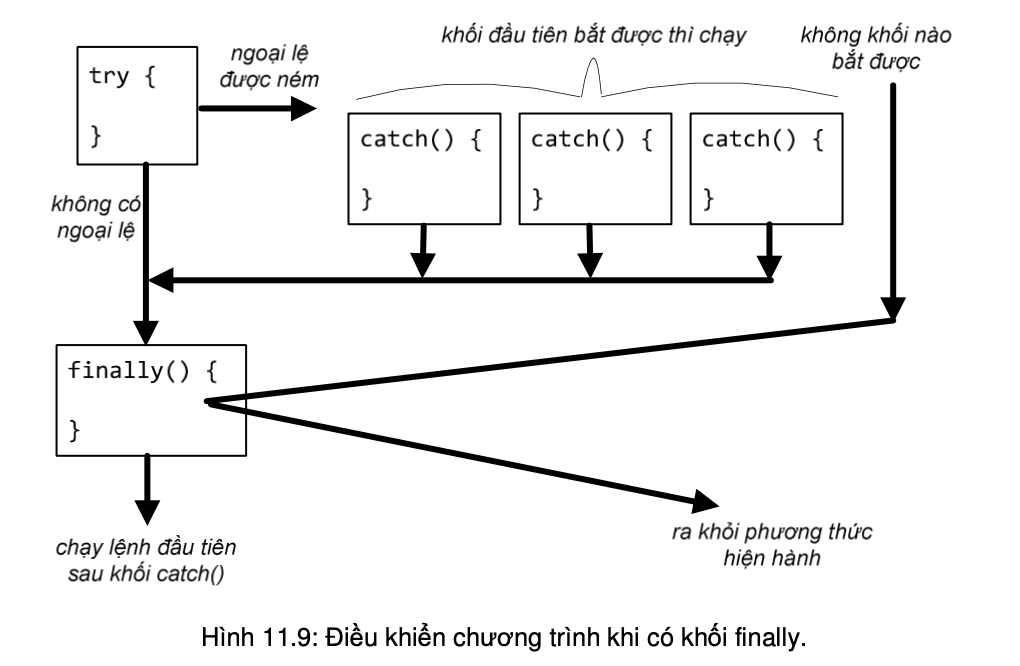 try {
}
ngoại lệ
được ném
khối đầu tiên bắt được thì chạy
không khối nào
bắt được
catch() {
}
catch() {
}
catch() {
}
không có
ngoại lệ
finally() {
}
chạy lệnh đầu tiên
sau khối catch()
ra khỏi phương thức
hiện hành
Hình 11.9: Điều khiển chương trình khi có khối finally.